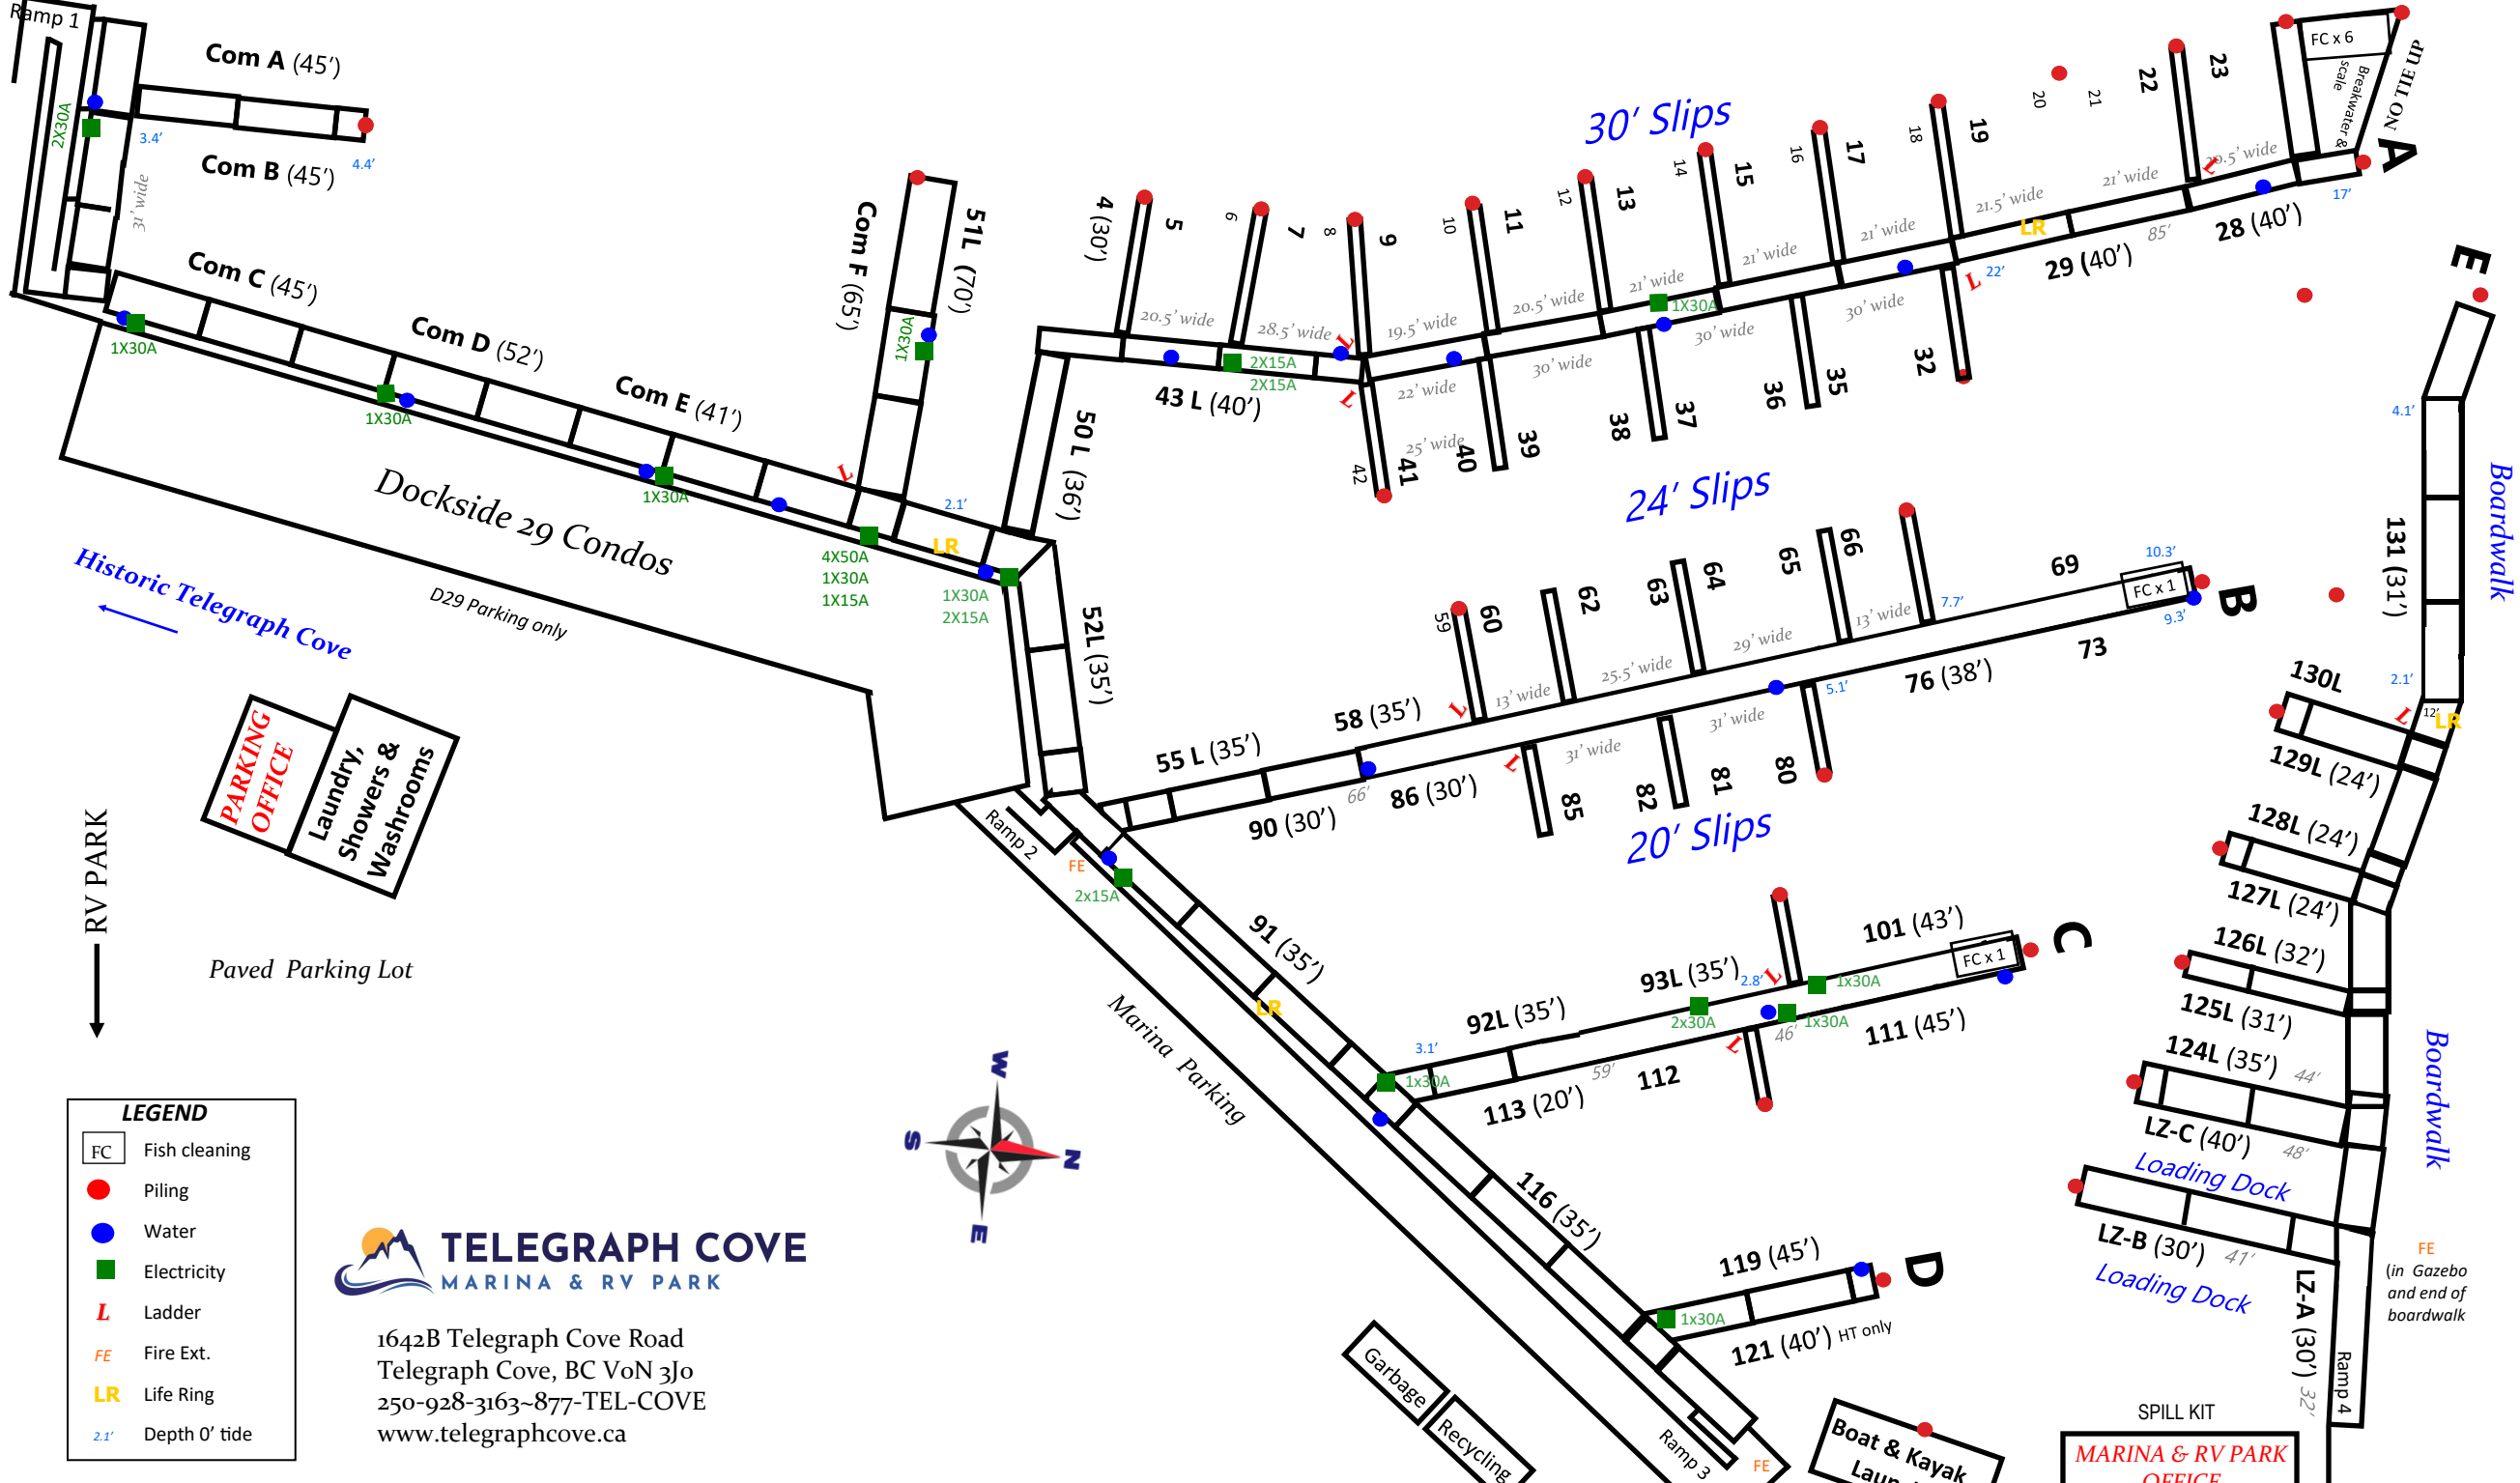 Ramp 1
2X30A
Com A (45')
3.4'
4.4'
Com B (45')
31' wide
Com C (45')
1X30A
Com D (52')
1X30A
Com E (41')
1X30A
Com F (65')
51L (70')
1X30A
L
2.1'
LR
4X50A
1X30A
1X15A
1X30A
2X15A
50 L (36')
52L (35')
Dockside 29 Condos
D29 Parking only
Historic Telegraph Cove
30' Slips
4 (30')
5
6
7
8
9
10
11
12
13
14
15
16
17
18
19
20
21
22
23
FC x 6
Breakwater &
scale
NO TIE UP
A
20.5' wide
28.5' wide
L
19.5' wide
20.5' wide
21' wide
21' wide
21' wide
21.5' wide
21' wide
20.5' wide
L
LR
17'
2X15A
2X15A
1X30A
43 L (40')
L
22' wide
25' wide
30' wide
30' wide
30' wide
L
22'
29 (40')
85'
28 (40')
42
41
40
39
38
37
36
35
32
24' Slips
59
60
62
63
64
65
66
69
10.3'
FC x 1
B
9.3'
7.7'
13' wide
29' wide
25.5' wide
13' wide
L
58 (35')
55 L (35')
90 (30')
66'
86 (30')
L
31' wide
31' wide
5.1'
76 (38')
73
85
82
81
80
20' Slips
E
4.1'
131 (31')
Boardwalk
2.1'
12'
L
LR
130L
129L (24')
128L (24')
127L (24')
126L (32')
125L (31')
124L (35')
44'
LZ-C (40')
48'
Loading Dock
LZ-B (30')
41'
Loading Dock
LZ-A (30')
32'
Ramp 4
Boardwalk
FE
(in Gazebo
and end of
boardwalk
Ramp 2
FE
2x15A
91 (35')
LR
Marina Parking
3.1'
1x30A
92L (35')
93L (35')
2.8'
L
2x30A
1x30A
1x30A
101 (43')
FC x 1
C
113 (20')
59'
112
L
46'
111 (45')
116 (35')
119 (45')
1x30A
D
121 (40') HT only
Garbage
Recycling
Ramp 3
FE
Boat & Kayak
SPILL KIT
MARINA & RV PARK
OFFICE
PARKING
OFFICE
Laundry,
Showers &
Washrooms
RV PARK
Paved Parking Lot
W
S
N
E
LEGEND
FC Fish cleaning
Piling
Water
Electricity
L Ladder
FE Fire Ext.
LR Life Ring
2.1' Depth 0' tide
TELEGRAPH COVE
MARINA & RV PARK
1642B Telegraph Cove Road
Telegraph Cove, BC V0N 3J0
250-928-3163~877-TEL-COVE
www.telegraphcove.ca